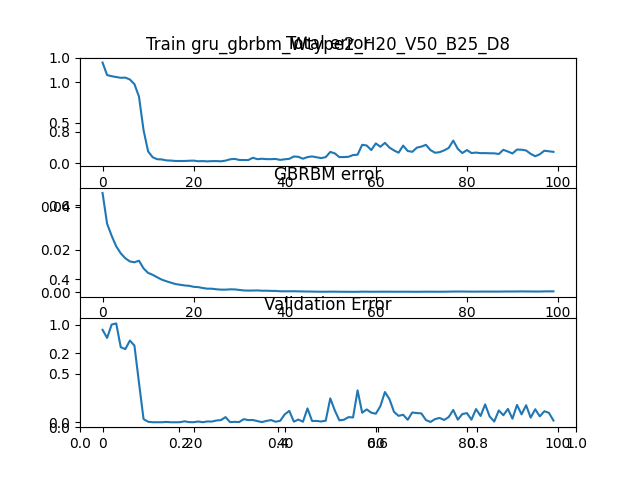 Train gru_gbrbm_Wtype2_H20_V50_B25_D8
Total error
1.0
1.0
0.5
0.8
0.0
0 20 40 60 80 100
GBRBM error
0.6
0.04
0.02
0.4
0.00
0 20 40 60 80 100
Validation Error
1.0
0.2
0.5
0.0
0.0
0.0 0 0.2 20 0.4 40 0.6 60 80 0.8 100 1.0